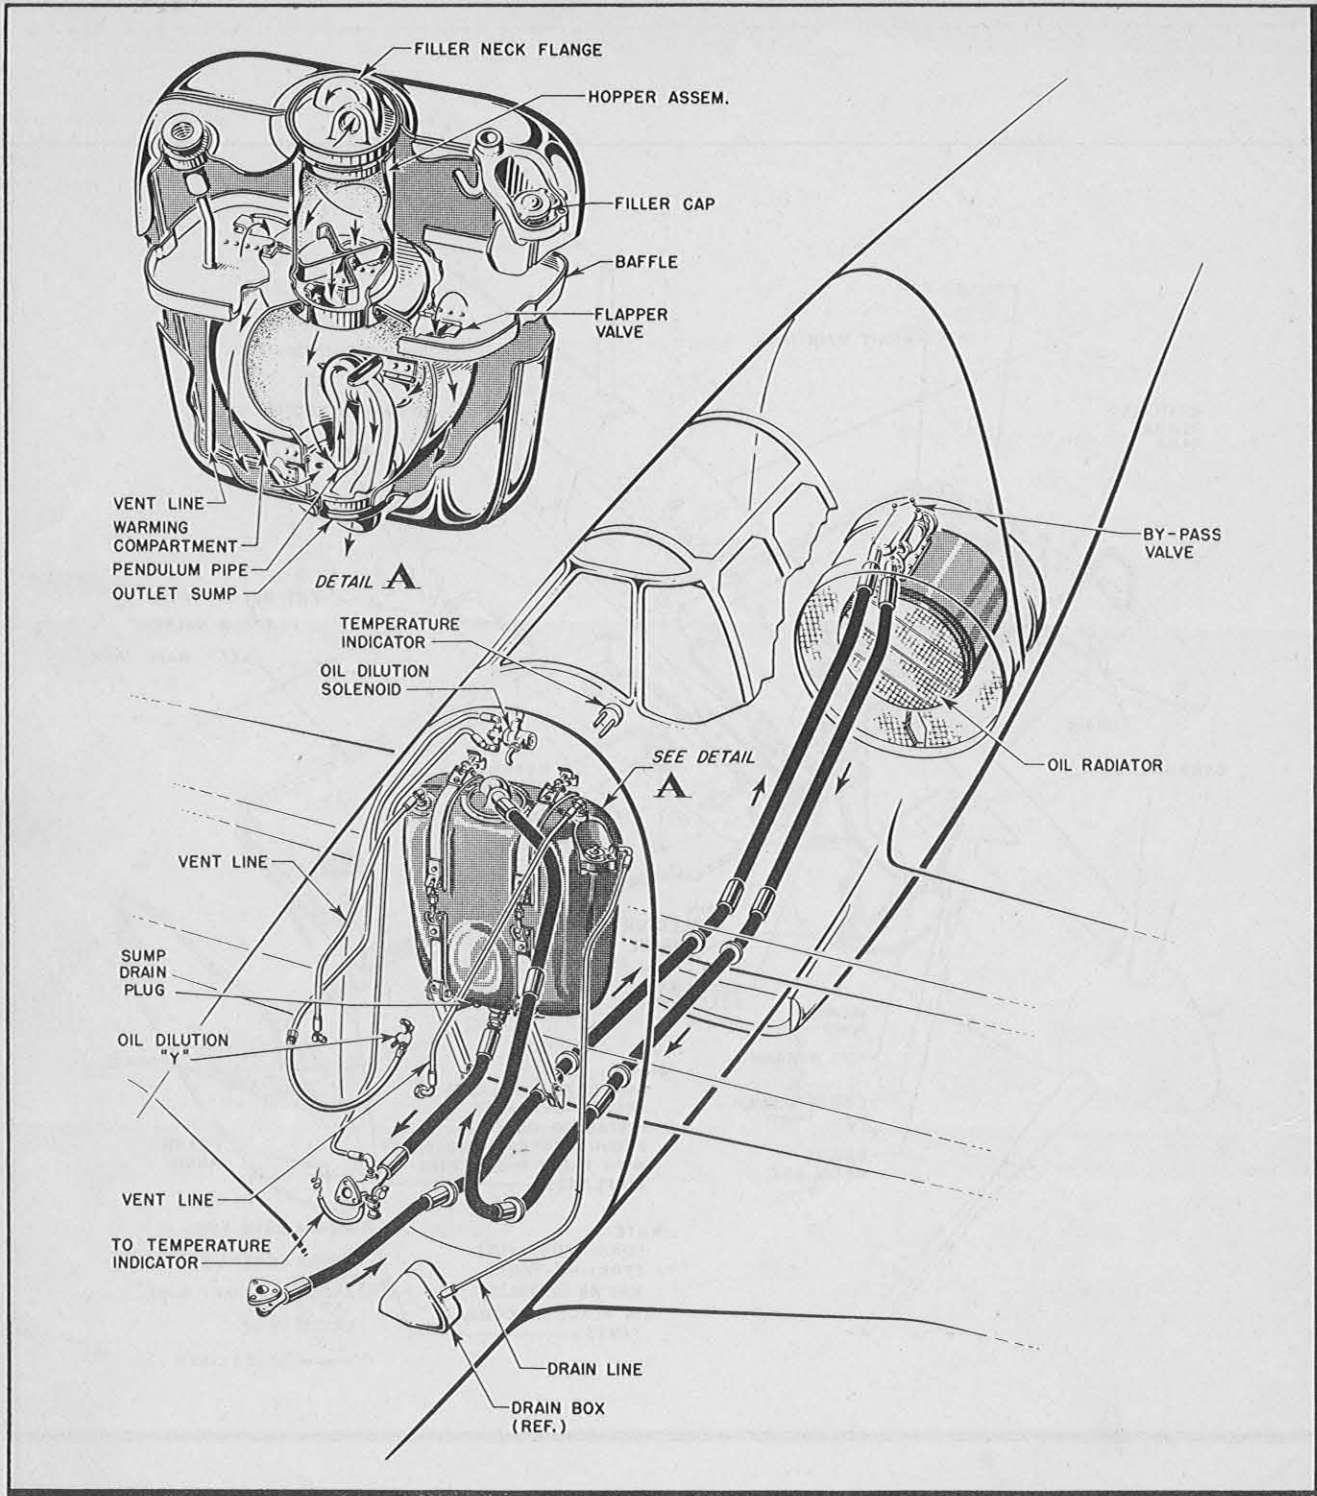 FILLER NECK FLANGE
HOPPER ASSEM.
FILLER CAP
BAFFLE
FLAPPER
VALVE
VENT LINE
WARMING
COMPARTMENT
PENDULUM PIPE
OUTLET SUMP
DETAIL A
BY-PASS
VALVE
TEMPERATURE
INDICATOR
OIL DILUTION
SOLENOID
SEE DETAIL
A
OIL RADIATOR
VENT LINE
SUMP
DRAIN
PLUG
OIL DILUTION
"Y"
VENT LINE
TO TEMPERATURE
INDICATOR
DRAIN LINE
DRAIN BOX
(REF.)